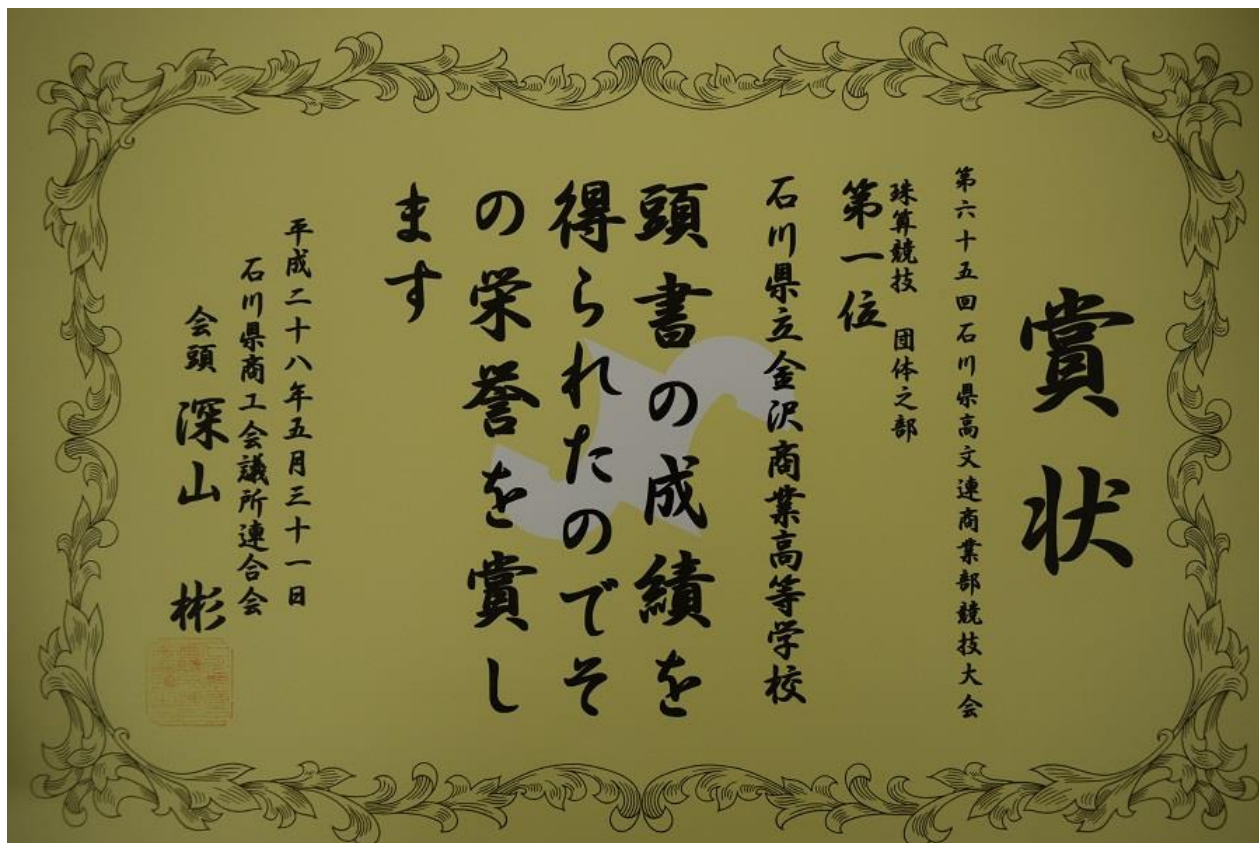 賞状
第六十五回石川県高文連商業部競技大会
珠算競技 団体之部
第一位
石川県立金沢商業高等学校
頭書の成績を
得られたのでそ
の栄誉を賞し
ます
平成二十八年五月三十一日
石川県商工会議所連合会
会頭 深山 彬